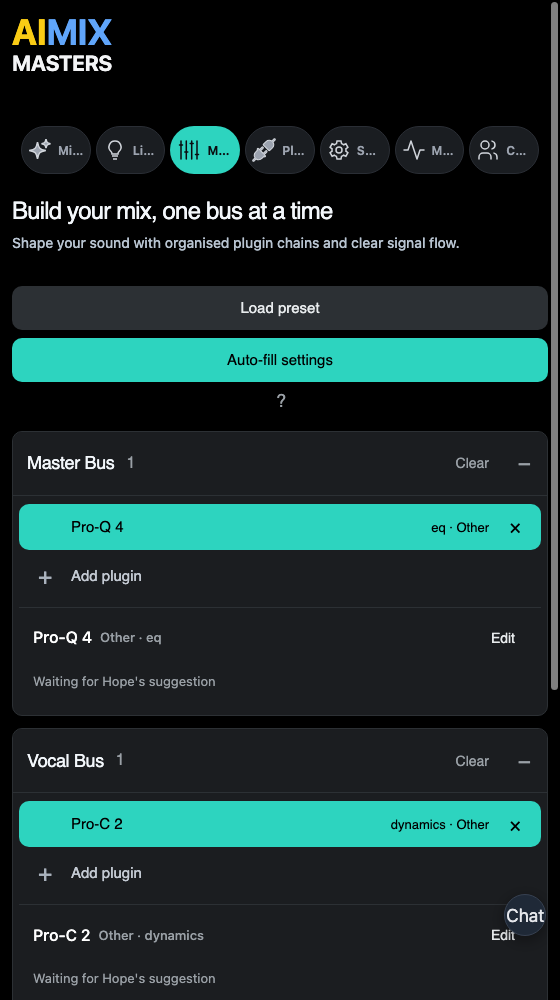 AIMIX
MASTERS
Mi...
Li...
M...
Pl...
S...
M...
C...
Build your mix, one bus at a time
Shape your sound with organised plugin chains and clear signal flow.
Load preset
Auto-fill settings
?
Master Bus 1 Clear −
Pro-Q 4 eq · Other ×
+ Add plugin
Pro-Q 4 Other · eq Edit
Waiting for Hope's suggestion
Vocal Bus 1 Clear −
Pro-C 2 dynamics · Other ×
+ Add plugin
Chat
Pro-C 2 Other · dynamics Edit
Waiting for Hope's suggestion